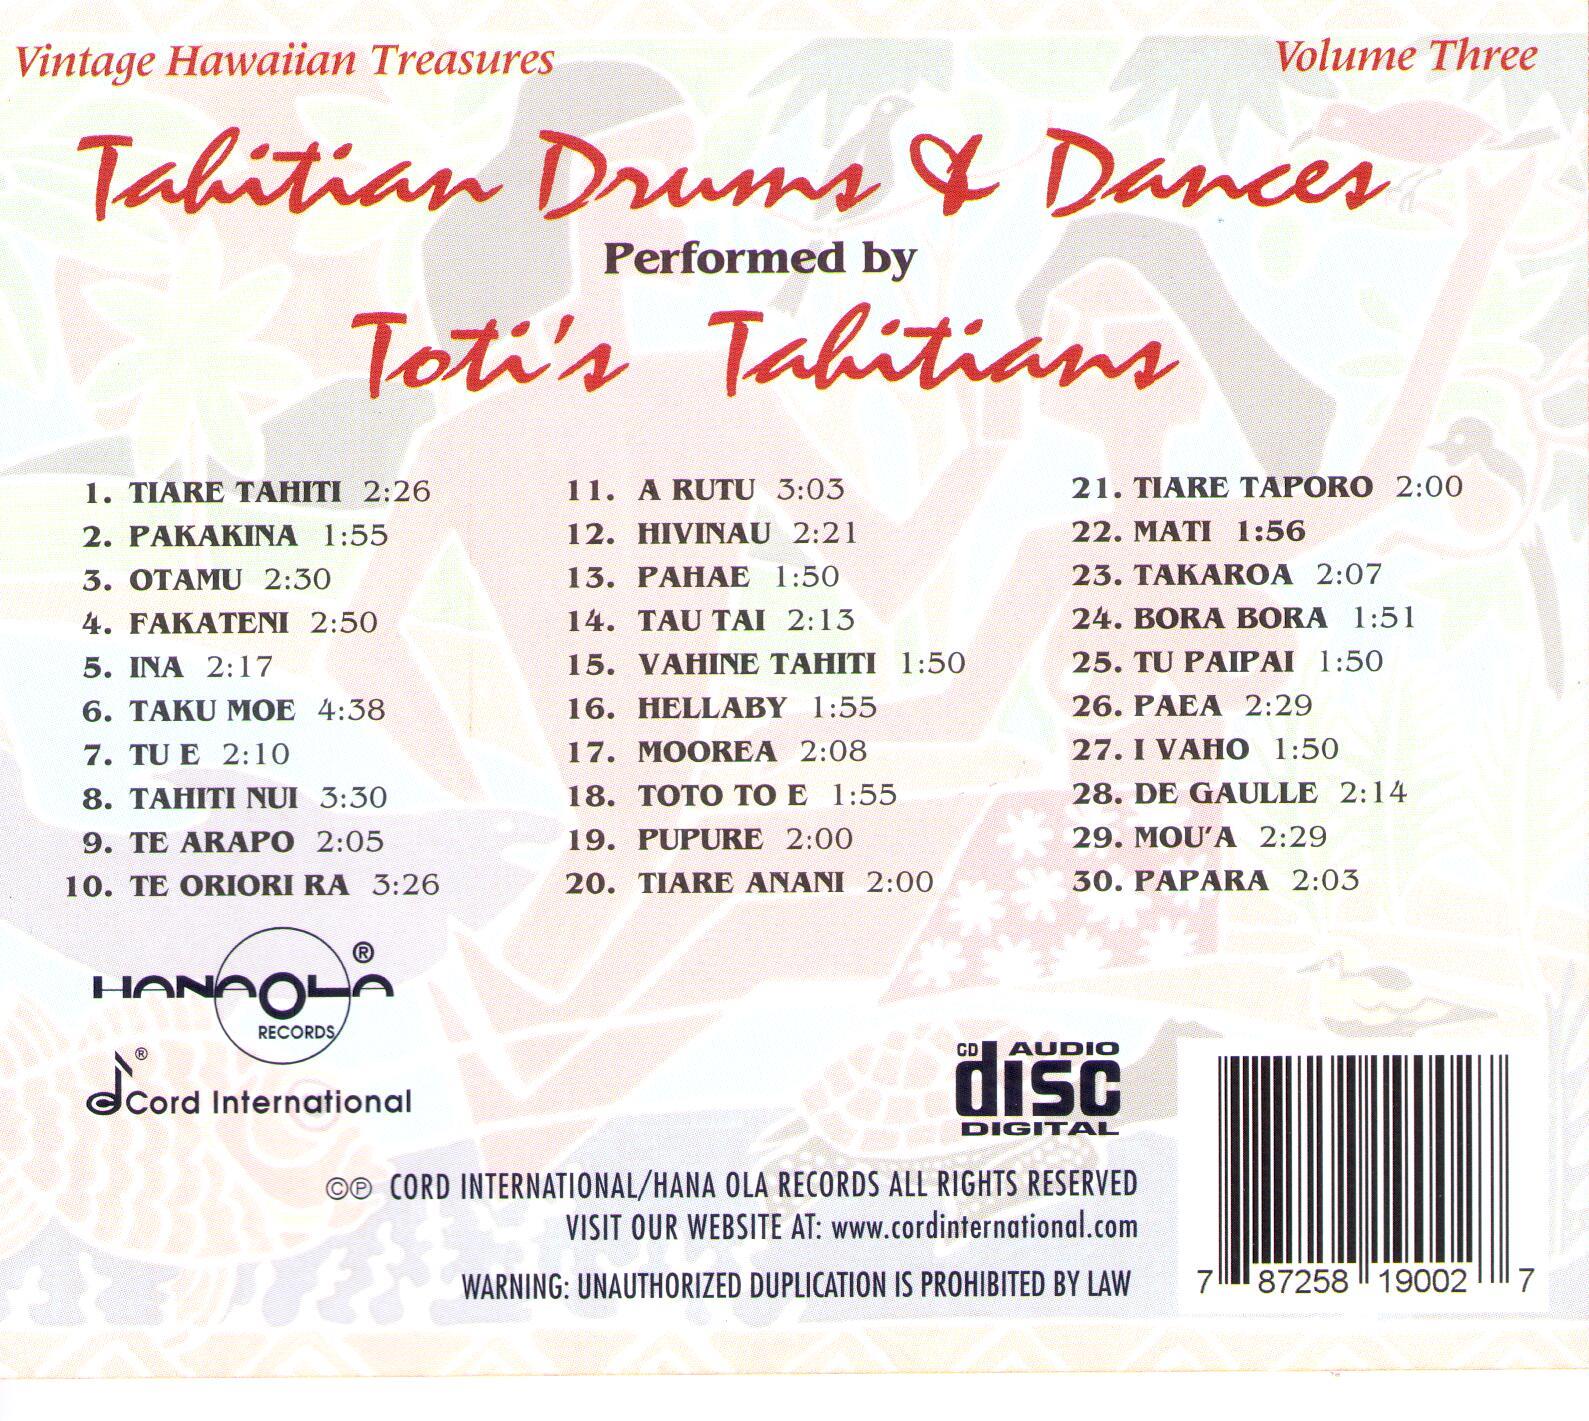 Vintage Hawaiian Treasures
Volume Three
Tahitian Drums & Dances
Performed by
Toti's Tahitians
1. TIARE TAHITI 2:26
2. PAKAKINA 1:55
3. OTAMU 2:30
4. FAKATENI 2:50
5. INA 2:17
6. TAKU MOE 4:38
7. TU E 2:10
8. TAHITI NUI 3:30
9. TE ARAPO 2:05
10. TE ORIORI RA 3:26
11. A RUTU 3:03
12. HIVINAU 2:21
13. PAHAE 1:50
14. TAU TAI 2:13
15. VAHINE TAHITI 1:50
16. HELLABY 1:55
17. MOOREA 2:08
18. TOTO TO E 1:55
19. PUPURE 2:00
20. TIARE ANANI 2:00
21. TIARE TAPORO 2:00
22. MATI 1:56
23. TAKAROA 2:07
24. BORA BORA 1:51
25. TU PAIPAI 1:50
26. PAEA 2:29
27. I VAHO 1:50
28. DE GAULLE 2:14
29. MOU'A 2:29
30. PAPARA 2:03
HANAOLA®
RECORDS
®
Cord International
CD AUDIO
disc
DIGITAL
©℗ CORD INTERNATIONAL/HANA OLA RECORDS ALL RIGHTS RESERVED
VISIT OUR WEBSITE AT: www.cordinternational.com
WARNING: UNAUTHORIZED DUPLICATION IS PROHIBITED BY LAW
7 87258 19002 7